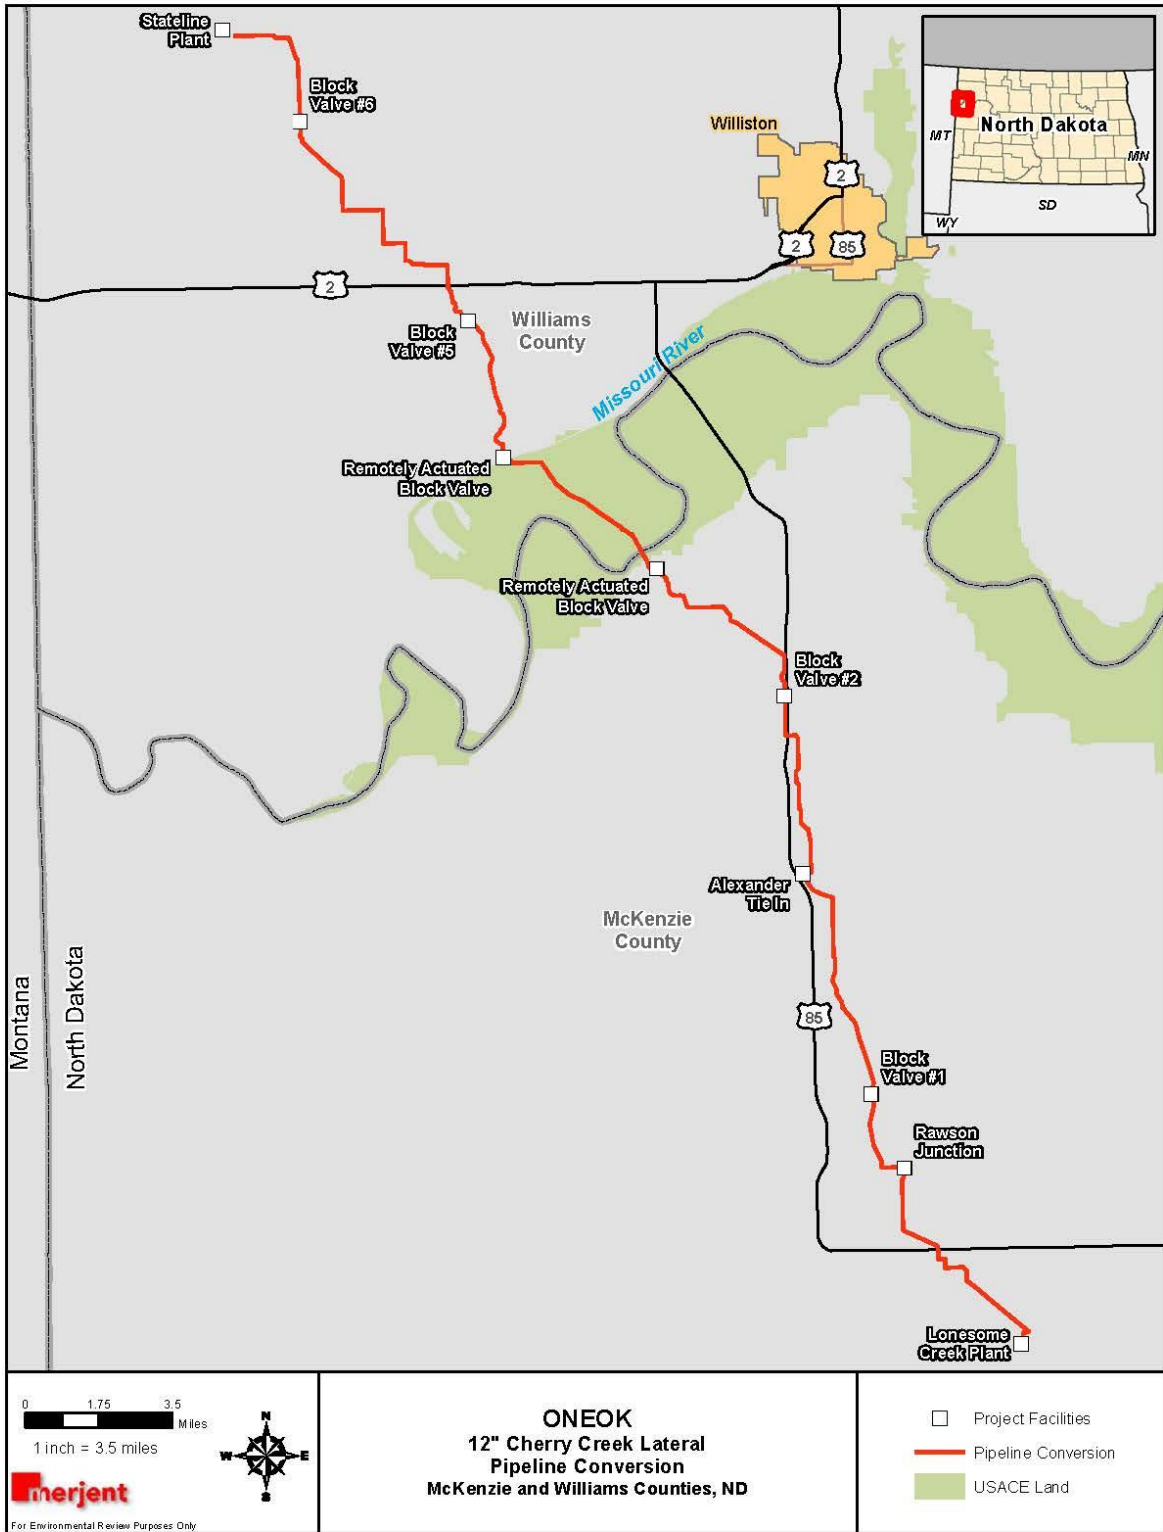 Stateline
Plant
Block
Valve #6
Williston
2
2
85
MT
North Dakota
MN
SD
WY
2
Block
Valve #5
Williams
County
Missouri River
Remotely Actuated
Block Valve
Remotely Actuated
Block Valve
Block
Valve #2
Alexander
Tie In
McKenzie
County
Montana
North Dakota
85
Block
Valve #1
Rawson
Junction
Lonesome
Creek Plant
0 1.75 3.5
Miles
1 inch = 3.5 miles
N
W E
S
merjent
For Environmental Review Purposes Only
ONEOK
12" Cherry Creek Lateral
Pipeline Conversion
McKenzie and Williams Counties, ND
Project Facilities
Pipeline Conversion
USACE Land